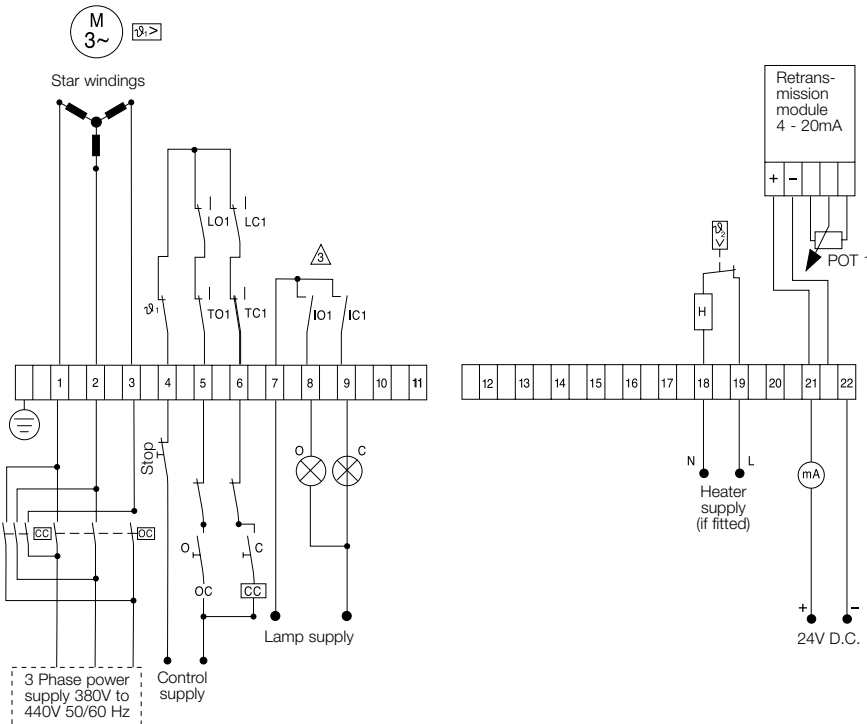 M
3~
ϑ1>
Star windings
Retrans-
mission
module
4 - 20mA
+ −
LO1 LC1
3
ϑ2
>
POT 1
ϑ1 TO1 TC1 IO1 IC1
H
1 2 3 4 5 6 7 8 9 10 11
12 13 14 15 16 17 18 19 20 21 22
Stop
O C
N L
mA
Heater
supply
(if fitted)
CC OC
O C
OC CC
+ −
Lamp supply
24V D.C.
3 Phase power
supply 380V to
440V 50/60 Hz
Control
supply